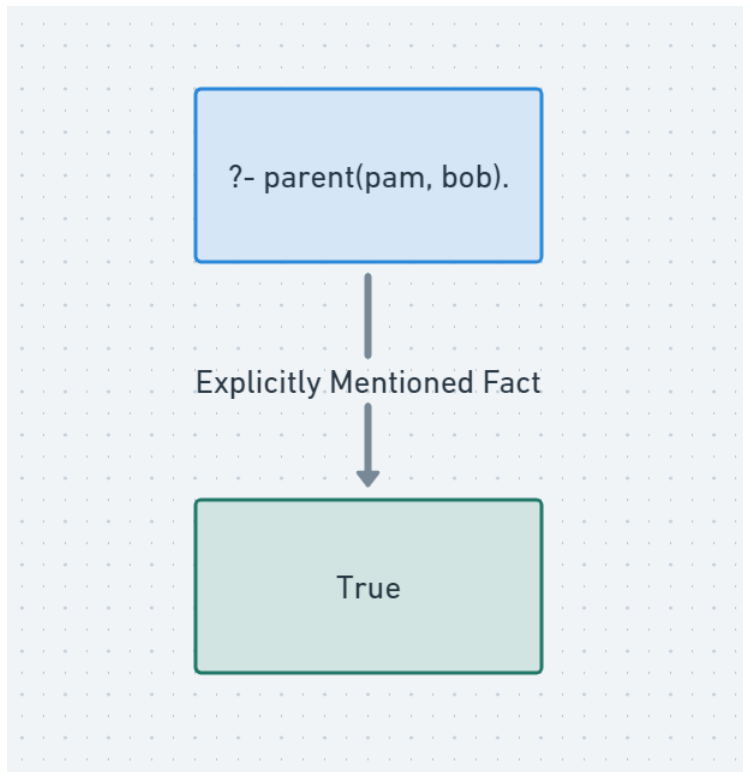 ?- parent(pam, bob).
Explicitly Mentioned Fact
True